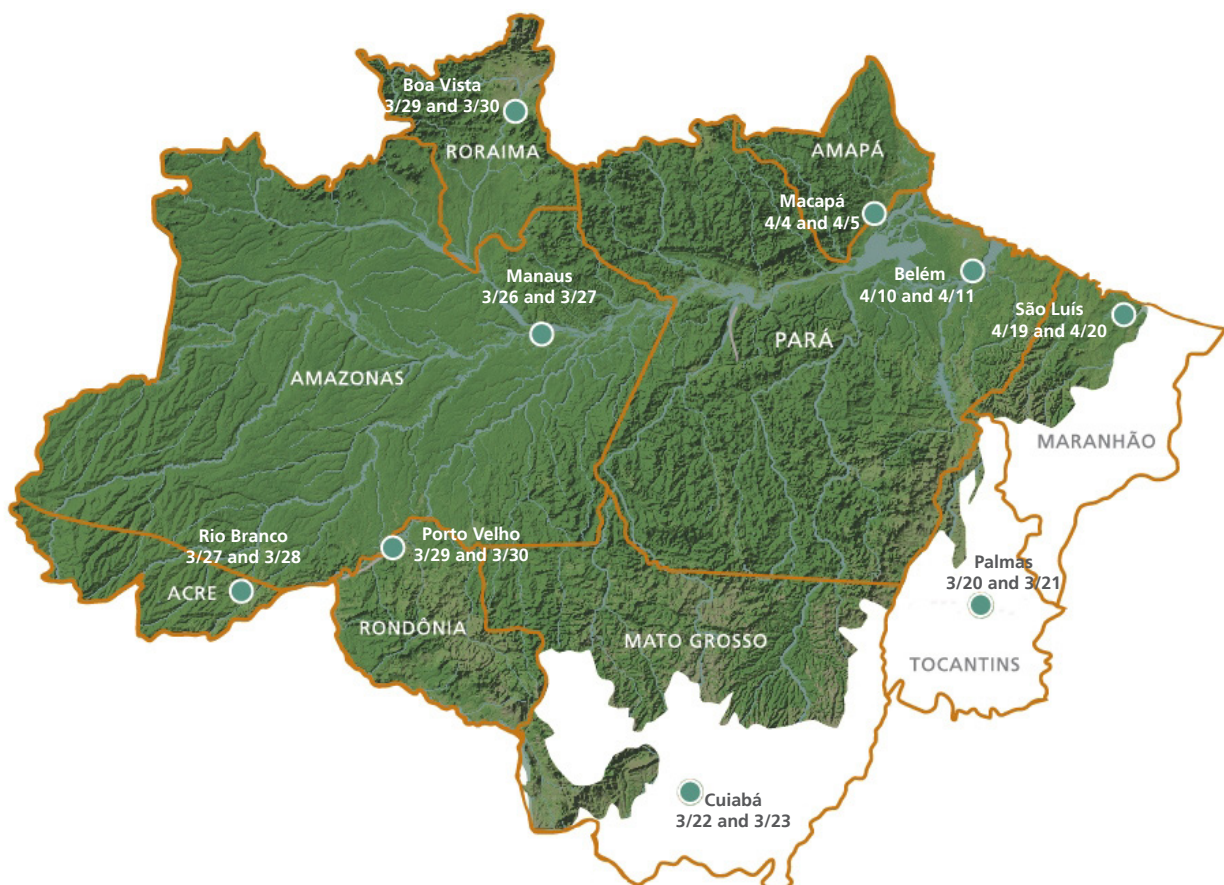 Boa Vista
3/29 and 3/30
RORAIMA
AMAPÁ
Macapá
4/4 and 4/5
Manaus
3/26 and 3/27
Belém
4/10 and 4/11
São Luís
4/19 and 4/20
PARÁ
AMAZONAS
MARANHÃO
Rio Branco
3/27 and 3/28
Porto Velho
3/29 and 3/30
Palmas
3/20 and 3/21
ACRE
RONDÔNIA
MATO GROSSO
TOCANTINS
Cuiabá
3/22 and 3/23